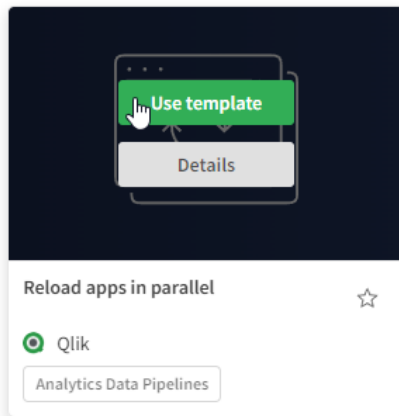 Use template
Details
Reload apps in parallel
Qlik
Analytics Data Pipelines